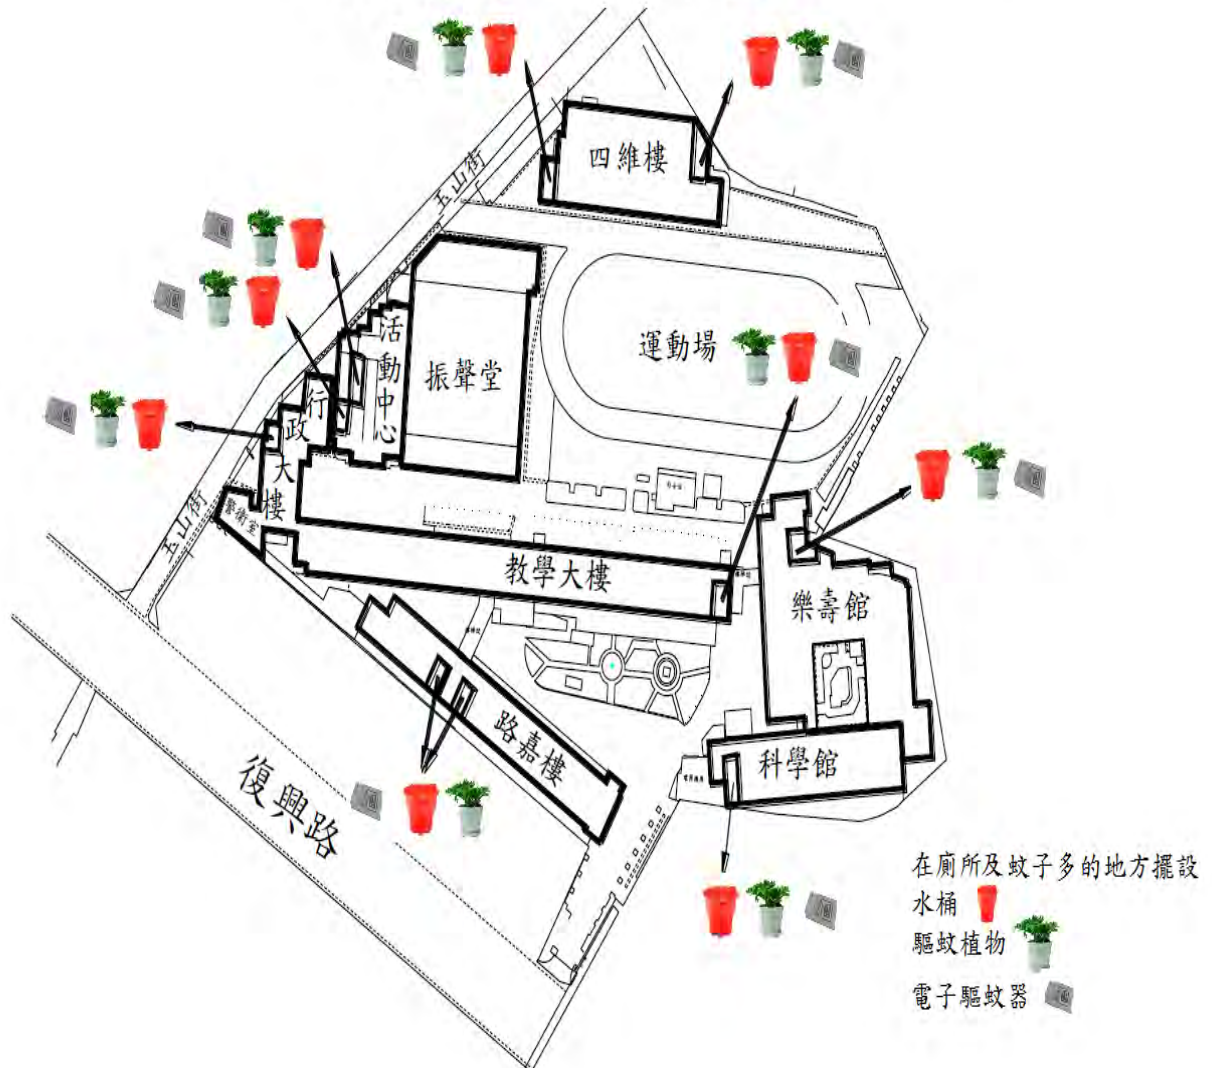 四維樓
玉山街
活動中心
振聲堂
運動場
行政大樓
警衛室
玉山街
教學大樓
樂壽館
路嘉樓
科學館
復興路
在廁所及蚊子多的地方擺設
水桶
驅蚊植物
電子驅蚊器